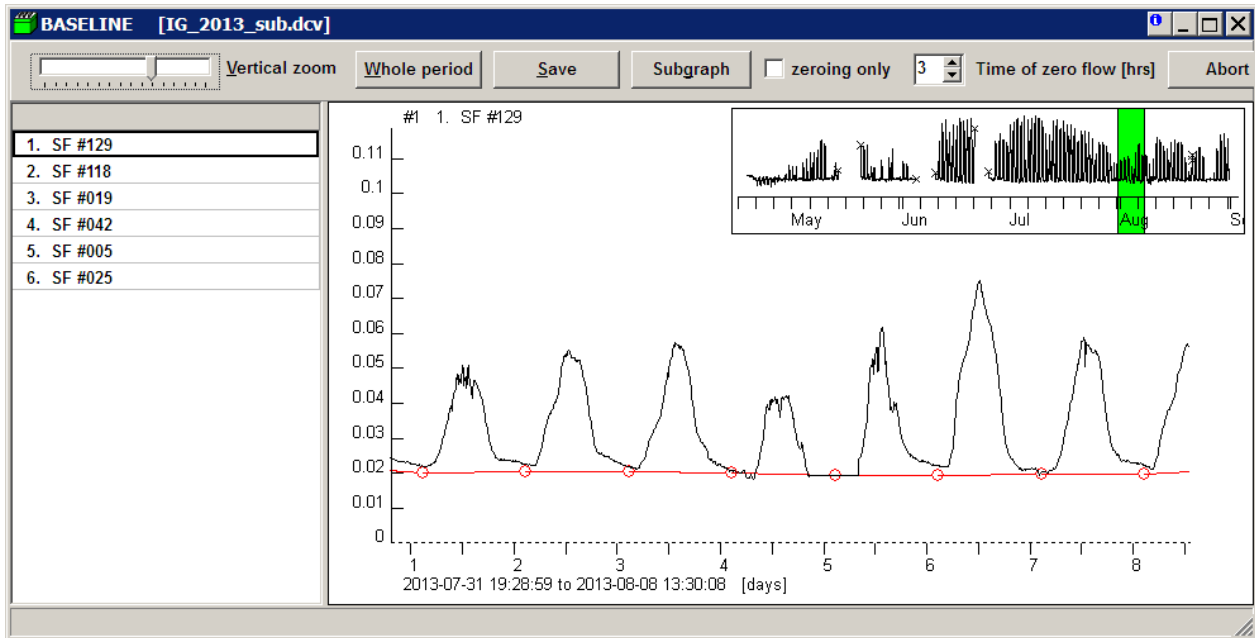 BASELINE [IG_2013_sub.dcv]
Vertical zoom Whole period Save Subgraph zeroing only 3 Time of zero flow [hrs] Abort
1. SF #129
2. SF #118
3. SF #019
4. SF #042
5. SF #005
6. SF #025
#1 1. SF #129
May Jun Jul Aug
0.11
0.1
0.09
0.08
0.07
0.06
0.05
0.04
0.03
0.02
0.01
0
1 2 3 4 5 6 7 8
2013-07-31 19:28:59 to 2013-08-08 13:30:08 [days]